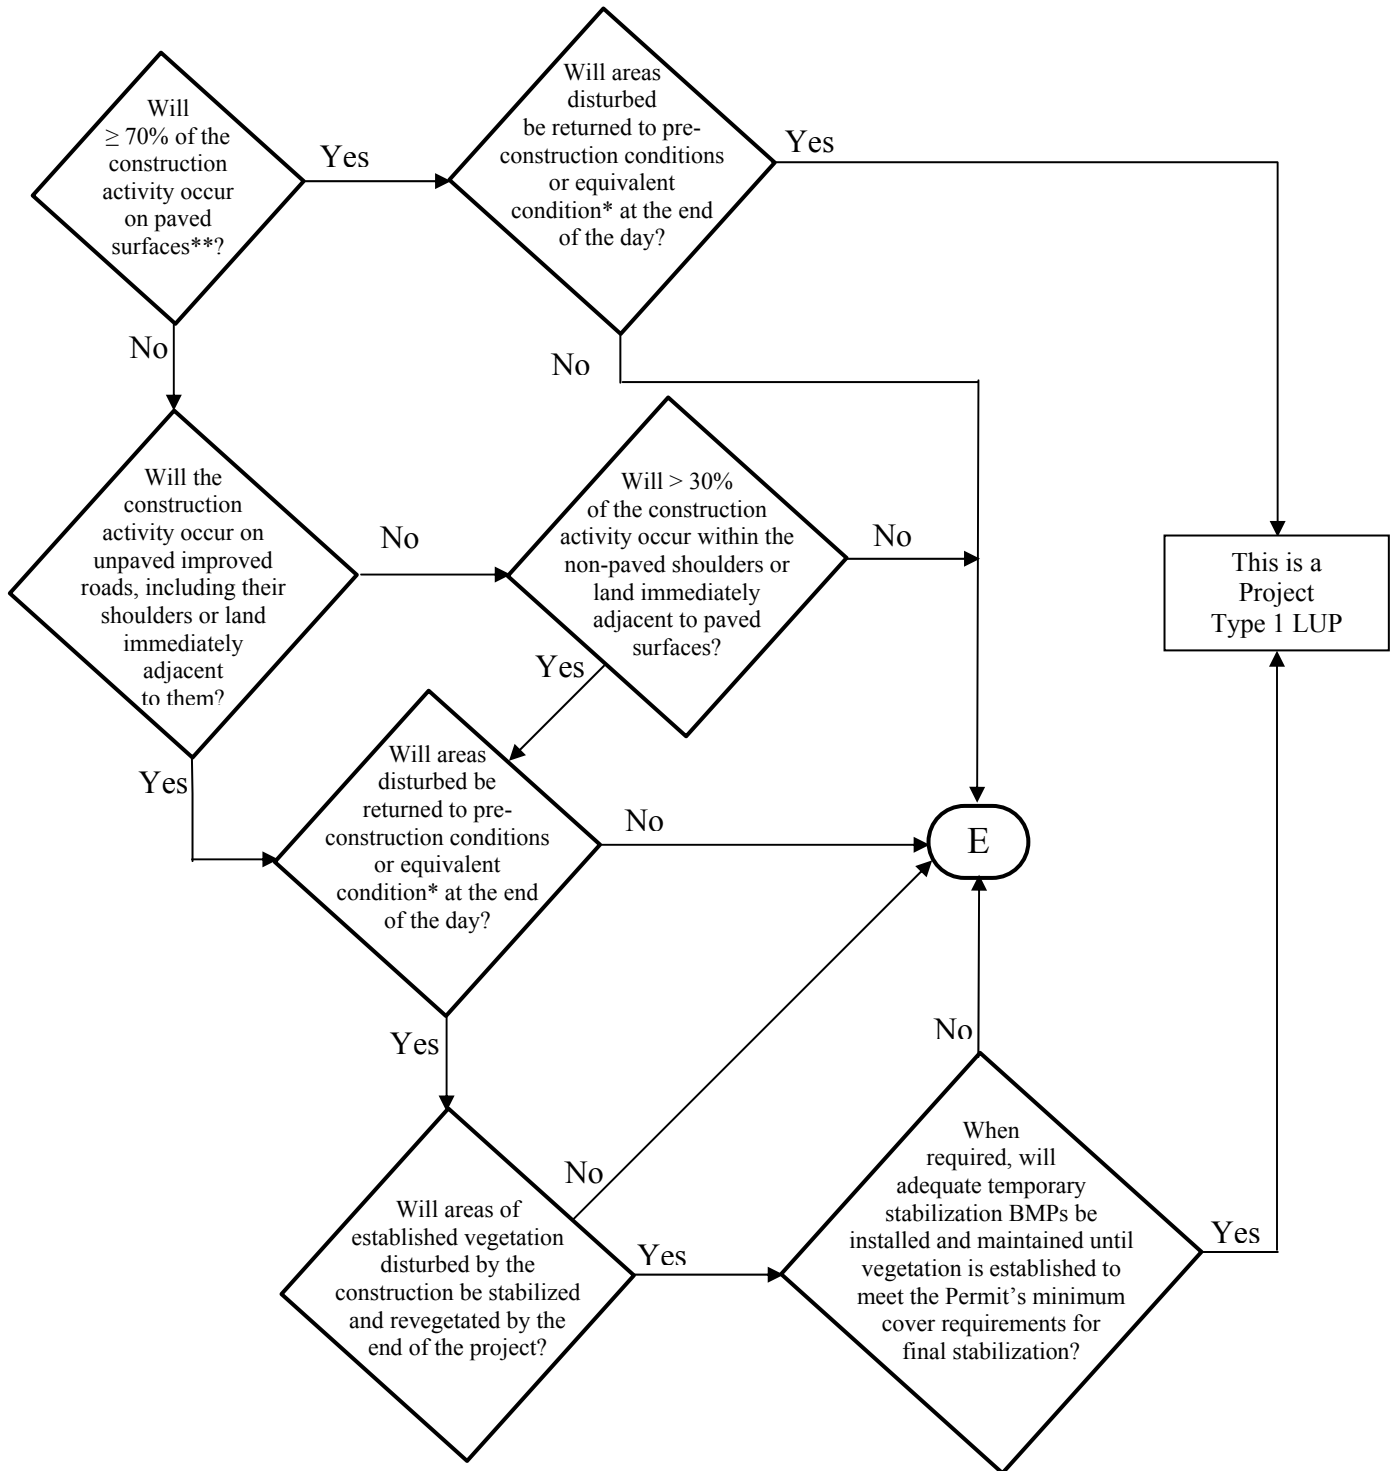 Will
≥ 70% of the
construction
activity occur
on paved
surfaces**?
Yes
No
Will areas
disturbed
be returned to pre-
construction conditions
or equivalent
condition* at the end
of the day?
Yes
No
Will the
construction
activity occur on
unpaved improved
roads, including their
shoulders or land
immediately
adjacent
to them?
No
Yes
Will > 30%
of the construction
activity occur within the
non-paved shoulders or
land immediately
adjacent to paved
surfaces?
No
Yes
This is a
Project
Type 1 LUP
Will areas
disturbed be
returned to pre-
construction conditions
or equivalent
condition* at the end
of the day?
No
Yes
E
Will areas of
established vegetation
disturbed by the
construction be stabilized
and revegetated by the
end of the project?
No
Yes
When
required, will
adequate temporary
stabilization BMPs be
installed and maintained until
vegetation is established to
meet the Permit’s minimum
cover requirements for
final stabilization?
No
Yes